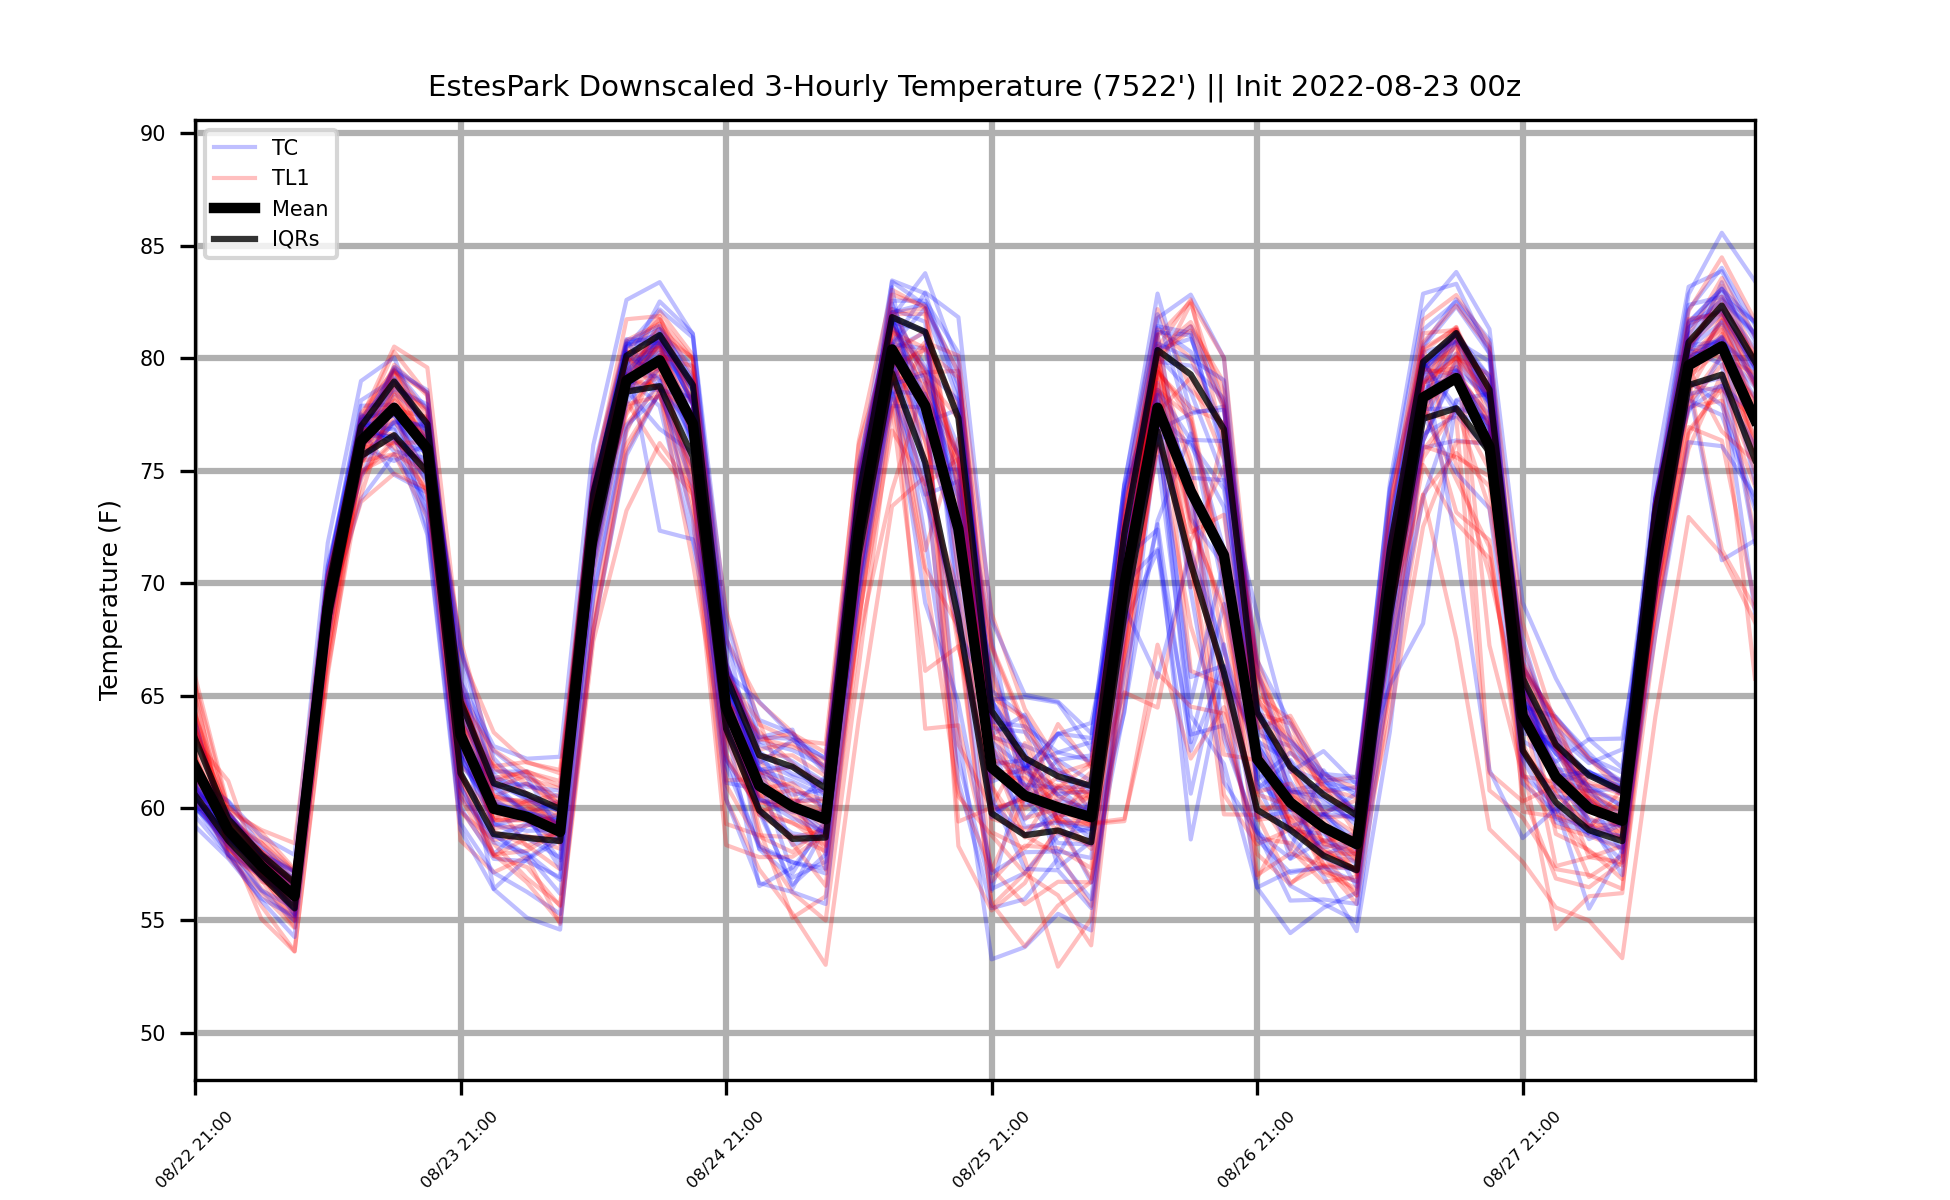 EstesPark Downscaled 3-Hourly Temperature (7522') || Init 2022-08-23 00z
TC
TL1
Mean
IQRs
Temperature (F)
90
85
80
75
70
65
60
55
50
08/22 21:00
08/23 21:00
08/24 21:00
08/25 21:00
08/26 21:00
08/27 21:00